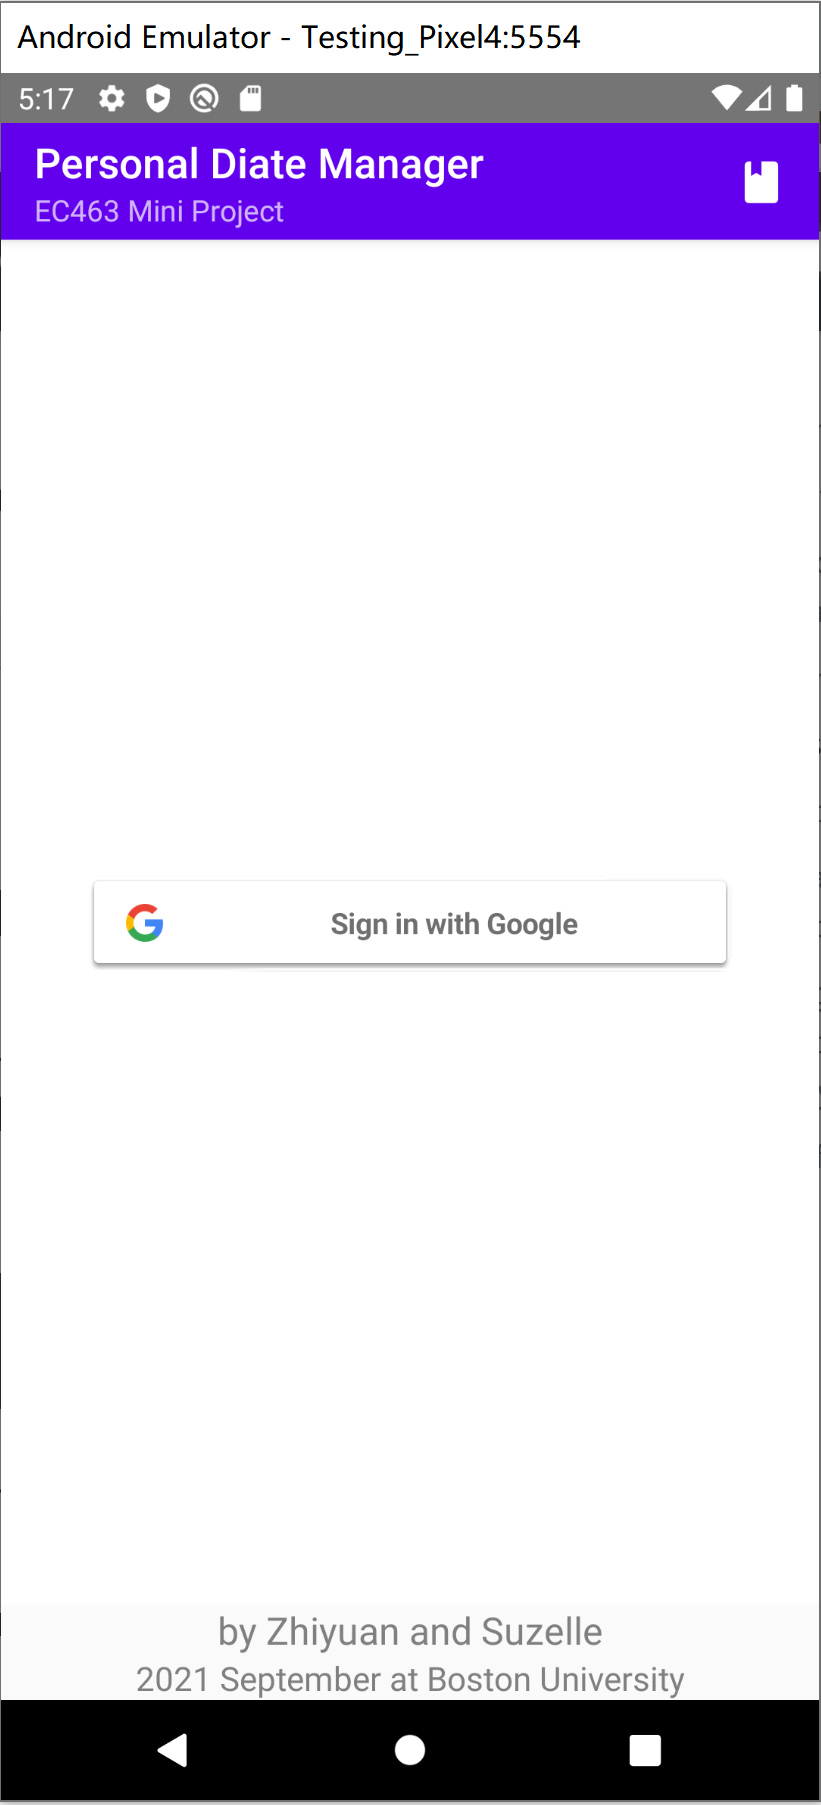 Android Emulator - Testing_Pixel4:5554
5:17
Personal Diate Manager
EC463 Mini Project
Sign in with Google
by Zhiyuan and Suzelle
2021 September at Boston University